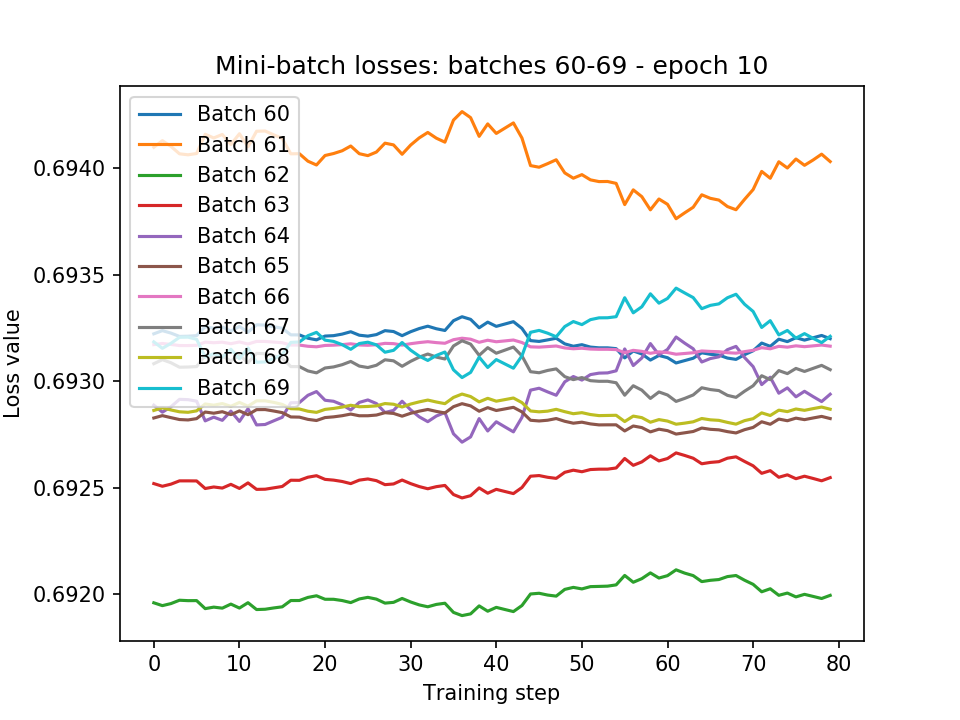 Mini-batch losses: batches 60-69 - epoch 10
Batch 60
Batch 61
Batch 62
Batch 63
Batch 64
Batch 65
Batch 66
Batch 67
Batch 68
Batch 69
0.6940
0.6935
0.6930
0.6925
0.6920
Loss value
0 10 20 30 40 50 60 70 80
Training step